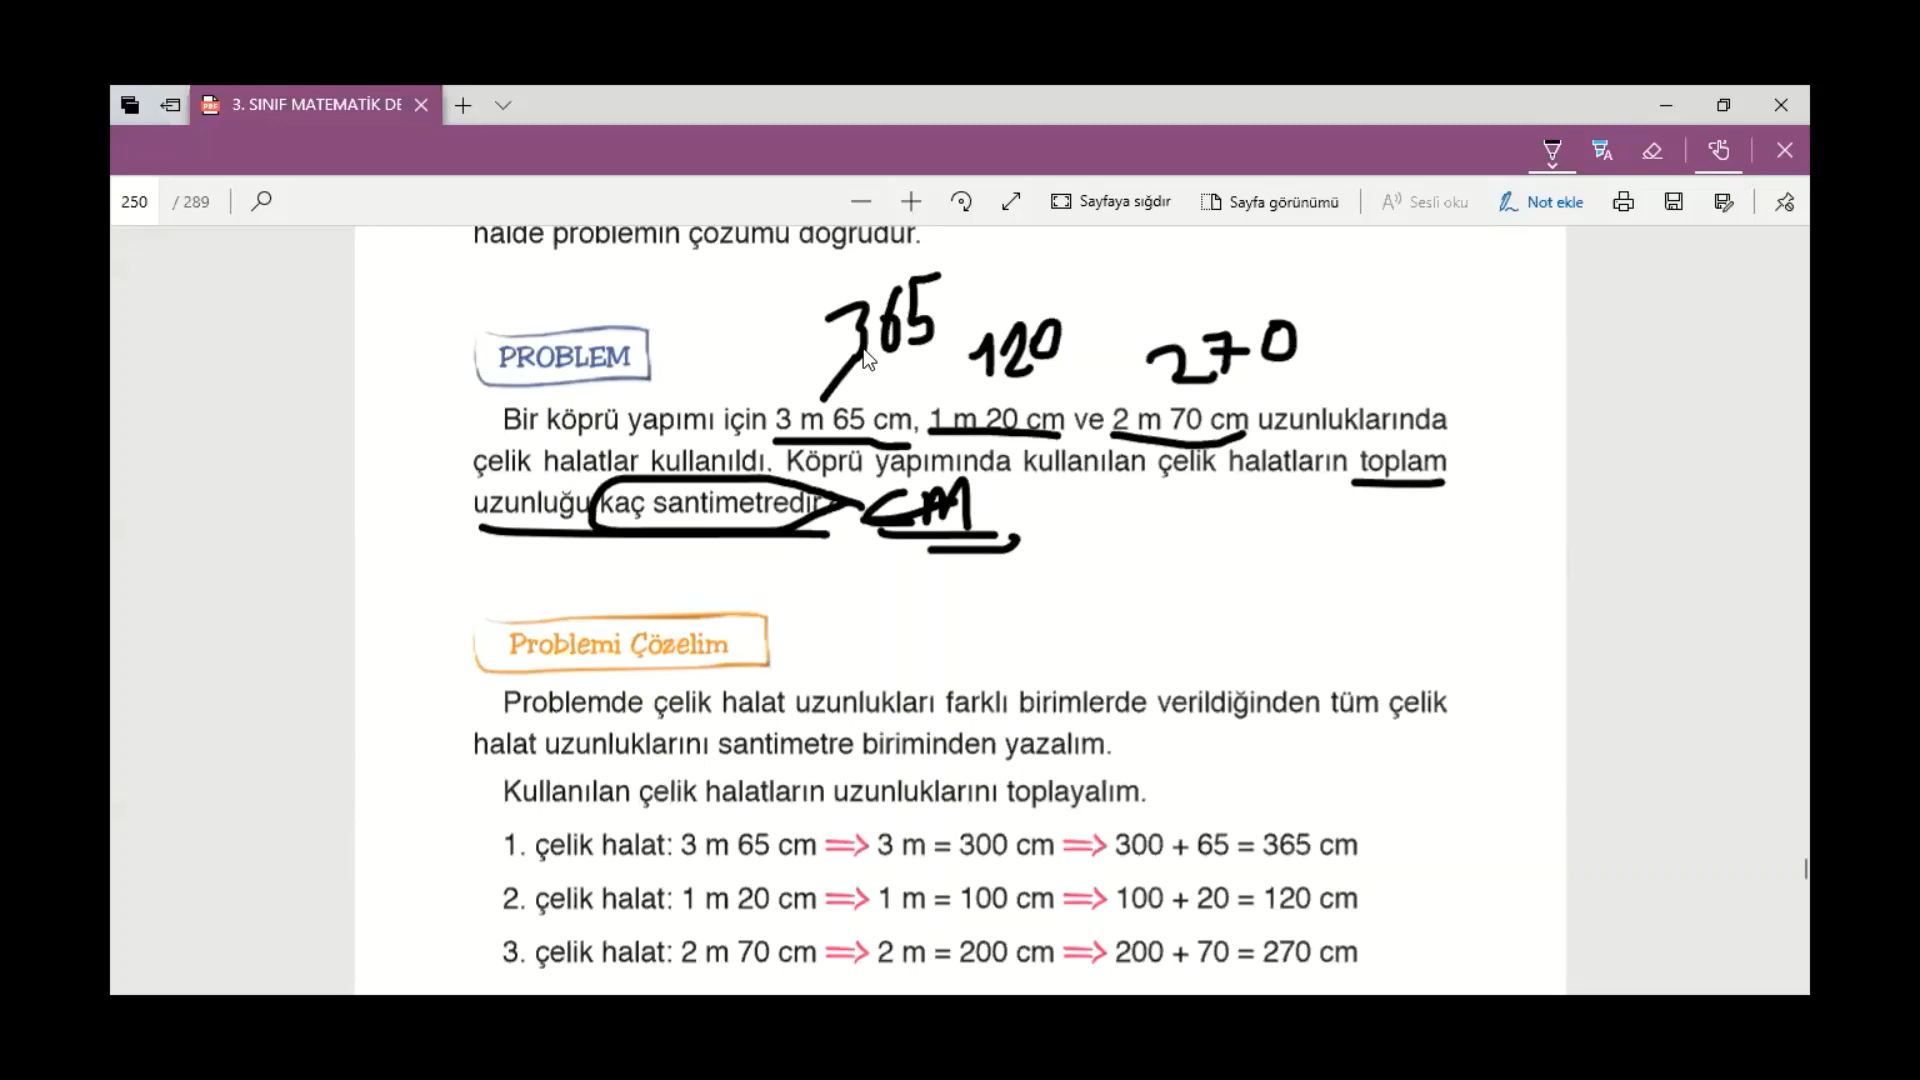 3. SINIF MATEMATİK DE
250 / 289
Sayfaya sığdır
Sayfa görünümü
Sesli oku
Not ekle
halde problemin çözümü doğrudur.
365 120 270
PROBLEM
Bir köprü yapımı için 3 m 65 cm, 1 m 20 cm ve 2 m 70 cm uzunluklarında
çelik halatlar kullanıldı. Köprü yapımında kullanılan çelik halatların toplam
uzunluğu kaç santimetredir
CM
Problemi Çözelim
Problemde çelik halat uzunlukları farklı birimlerde verildiğinden tüm çelik
halat uzunluklarını santimetre biriminden yazalım.
Kullanılan çelik halatların uzunluklarını toplayalım.
1. çelik halat: 3 m 65 cm => 3 m = 300 cm => 300 + 65 = 365 cm
2. çelik halat: 1 m 20 cm => 1 m = 100 cm => 100 + 20 = 120 cm
3. çelik halat: 2 m 70 cm => 2 m = 200 cm => 200 + 70 = 270 cm